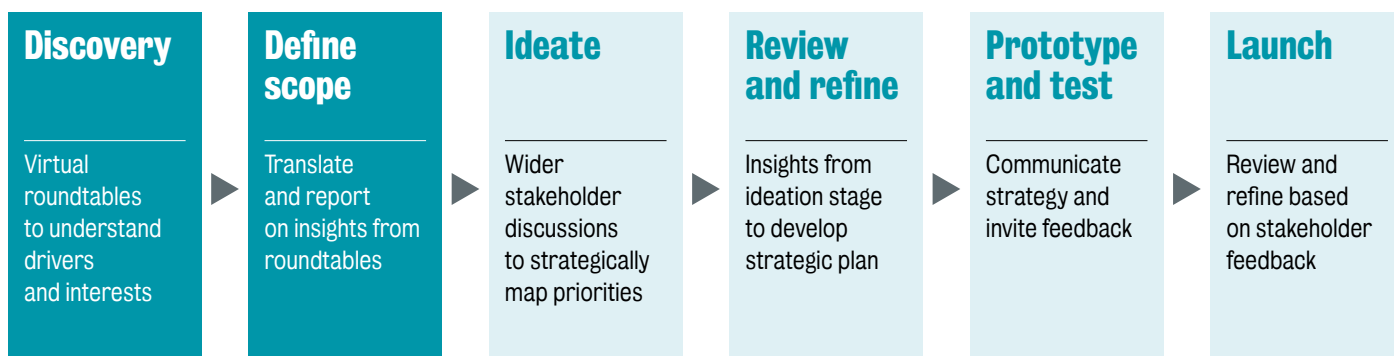 Discovery
Virtual
roundtables
to understand
drivers
and interests
Define
scope
Translate
and report
on insights from
roundtables
Ideate
Wider
stakeholder
discussions
to strategically
map priorities
Review
and refine
Insights from
ideation stage
to develop
strategic plan
Prototype
and test
Communicate
strategy and
invite feedback
Launch
Review and
refine based
on stakeholder
feedback